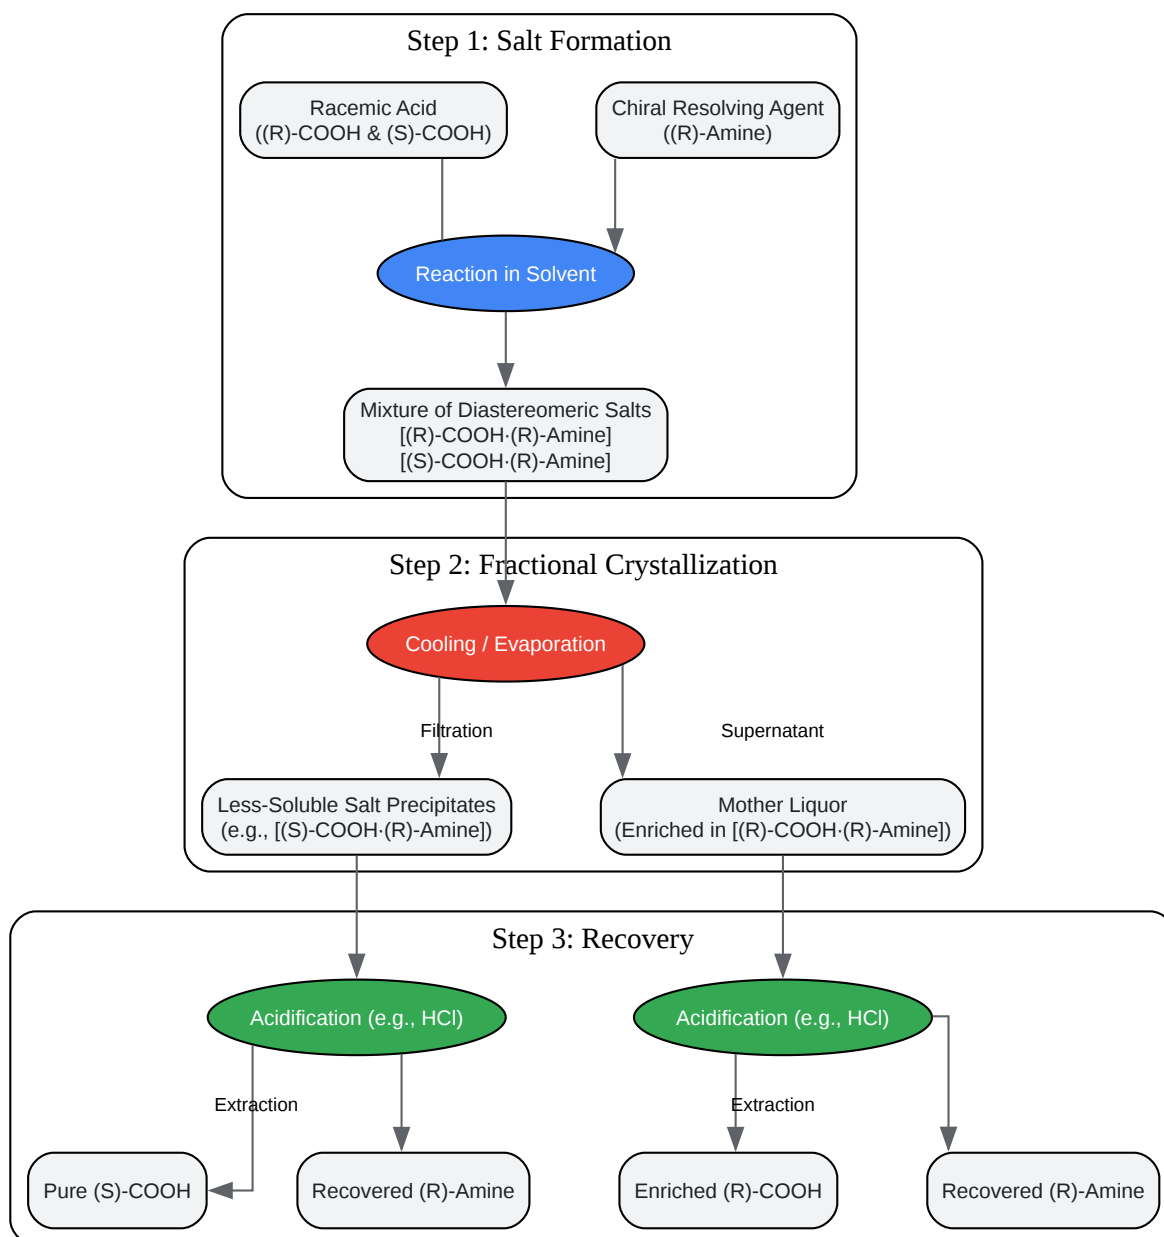 Step 1: Salt Formation
Racemic Acid
((R)-COOH & (S)-COOH)
Chiral Resolving Agent
((R)-Amine)
Reaction in Solvent
Mixture of Diastereomeric Salts
[(R)-COOH·(R)-Amine]
[(S)-COOH·(R)-Amine]
Step 2: Fractional Crystallization
Cooling / Evaporation
Filtration
Supernatant
Less-Soluble Salt Precipitates
(e.g., [(S)-COOH·(R)-Amine])
Mother Liquor
(Enriched in [(R)-COOH·(R)-Amine])
Step 3: Recovery
Acidification (e.g., HCl)
Acidification (e.g., HCl)
Extraction
Extraction
Pure (S)-COOH
Recovered (R)-Amine
Enriched (R)-COOH
Recovered (R)-Amine